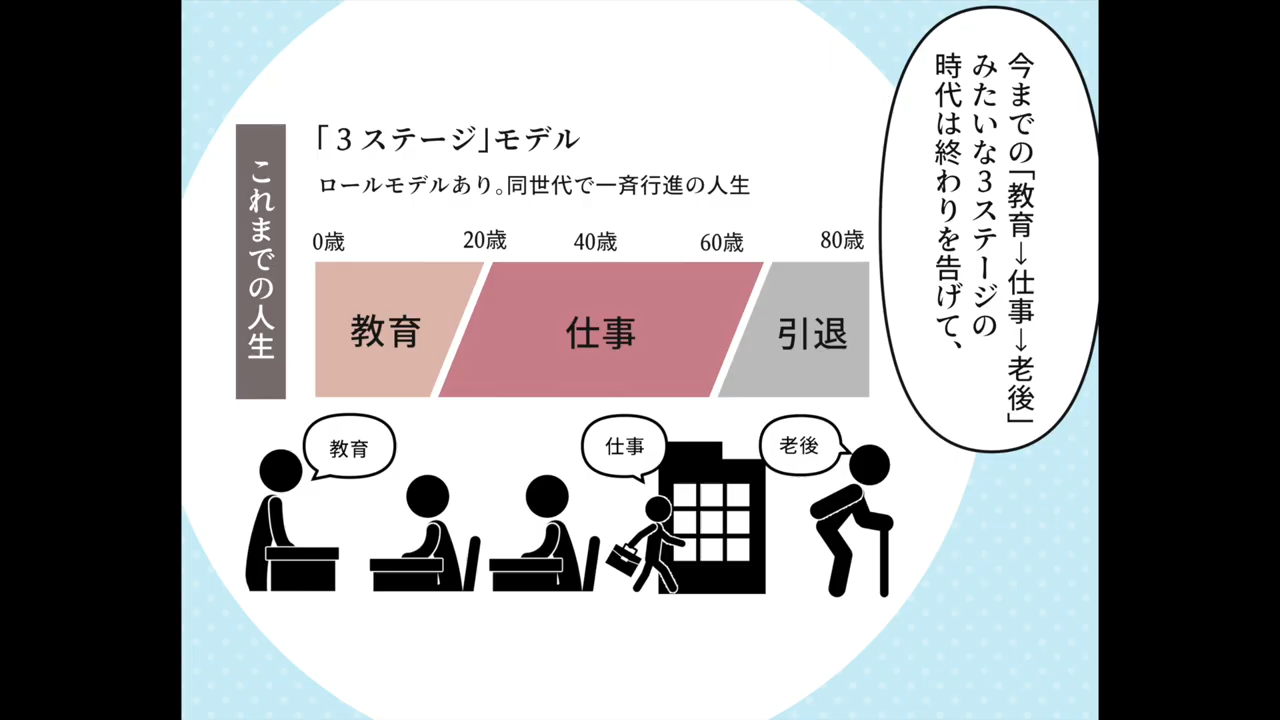 今までの「教育→仕事→老後」
みたいな3ステージの
時代は終わりを告げて、
これまでの人生
「3ステージ」モデル
ロールモデルあり。同世代で一斉行進の人生
0歳
20歳
40歳
60歳
80歳
教育
仕事
引退
教育
仕事
老後